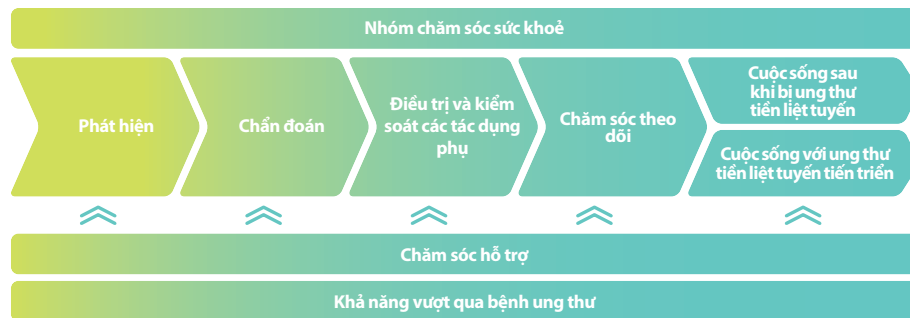 Nhóm chăm sóc sức khoẻ
Phát hiện
Chẩn đoán
Điều trị và kiểm
soát các tác dụng
phụ
Chăm sóc theo
dõi
Cuộc sống sau
khi bị ung thư
tiền liệt tuyến
Cuộc sống với ung thư
tiền liệt tuyến tiến triển
Chăm sóc hỗ trợ
Khả năng vượt qua bệnh ung thư